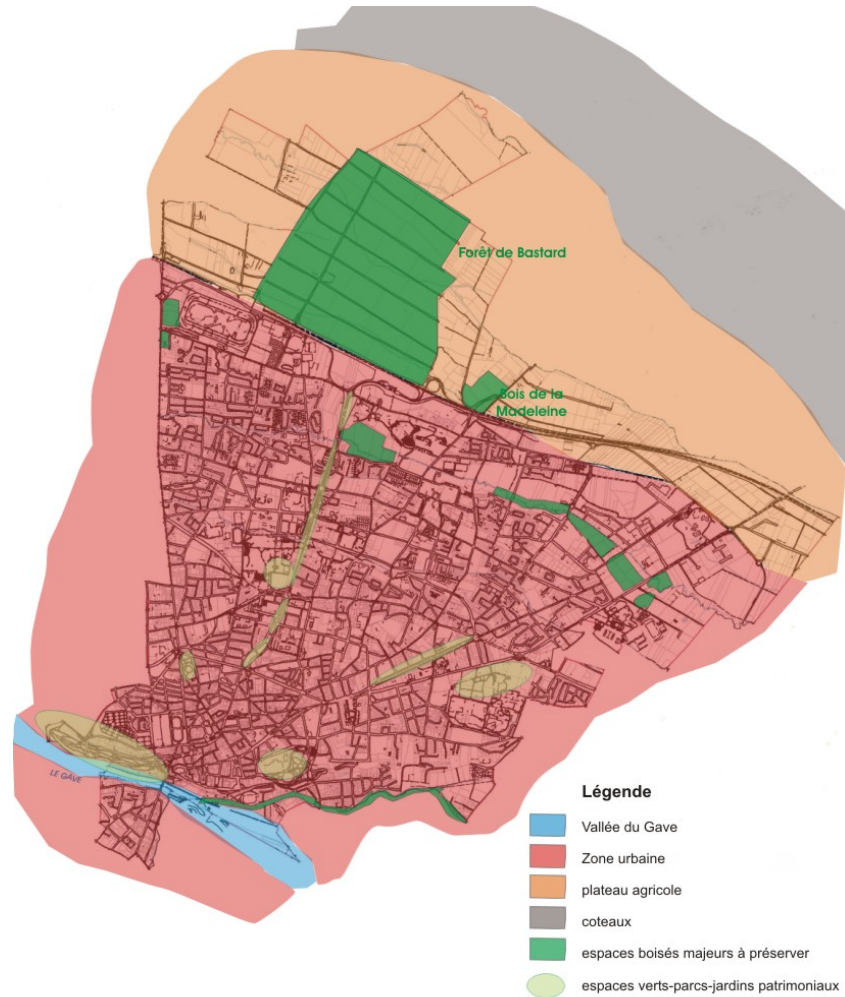 Forêt de Bastard
Bois de la
Madeleine
LE GAVE
Légende
Vallée du Gave
Zone urbaine
plateau agricole
coteaux
espaces boisés majeurs à préserver
espaces verts-parcs-jardins patrimoniaux